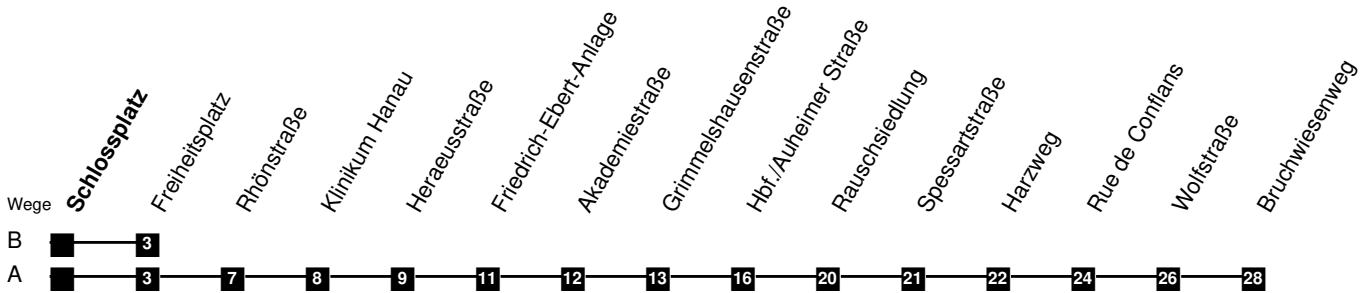 Schlossplatz
Freiheitsplatz
Rhönstraße
Klinikum Hanau
Heraeusstraße
Friedrich-Ebert-Anlage
Akademiestraße
Grimmelshausenstraße
Hbf./Auheimer Straße
Rauschsiedlung
Spessartstraße
Harzweg
Rue de Conflans
Wolfstraße
Bruchwiesenweg
Wege
B 3
A 3 7 8 9 11 12 13 16 20 21 22 24 26 28